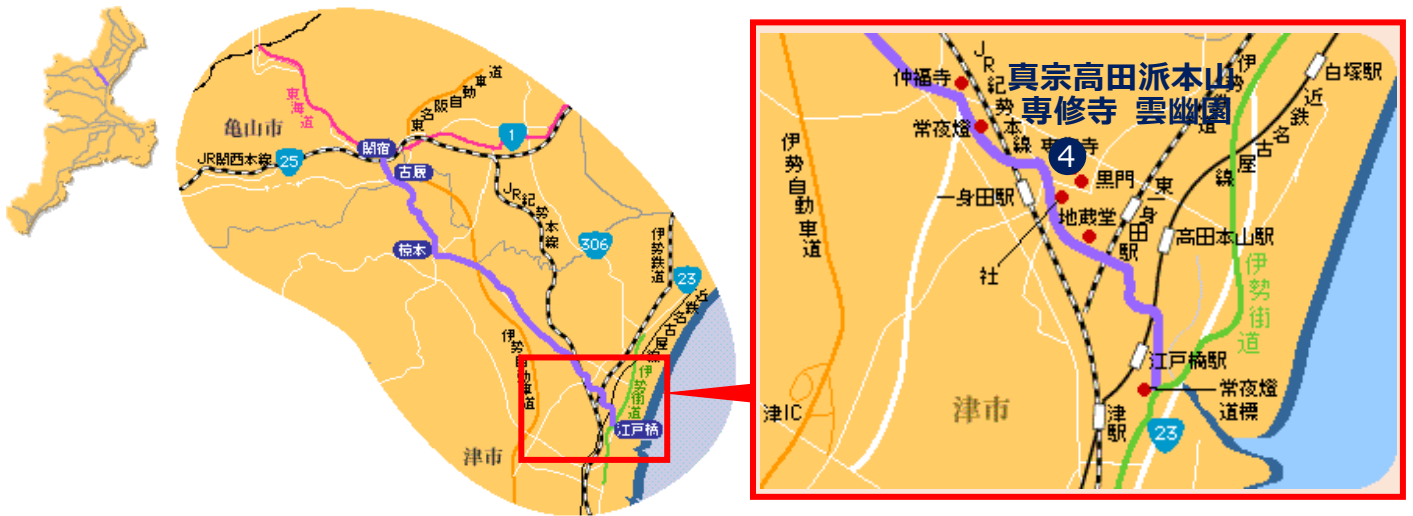 亀山市
東海道
東名阪自動車道
1
JR関西本線
25
関宿
古厩
JR紀勢本線
306
椋本
伊勢鉄道
23
近鉄名古屋線
伊勢自動車道
伊勢街道
江戸橋
津市
真宗高田派本山
専修寺 雲幽園
4
仲福寺
常夜燈
JR紀勢本線
白塚駅
近鉄名古屋線
伊勢自動車道
一身田駅
黒門
地蔵堂
東一身田駅
高田本山駅
社
伊勢街道
江戸橋駅
常夜燈
道標
津IC
津市
津駅
23